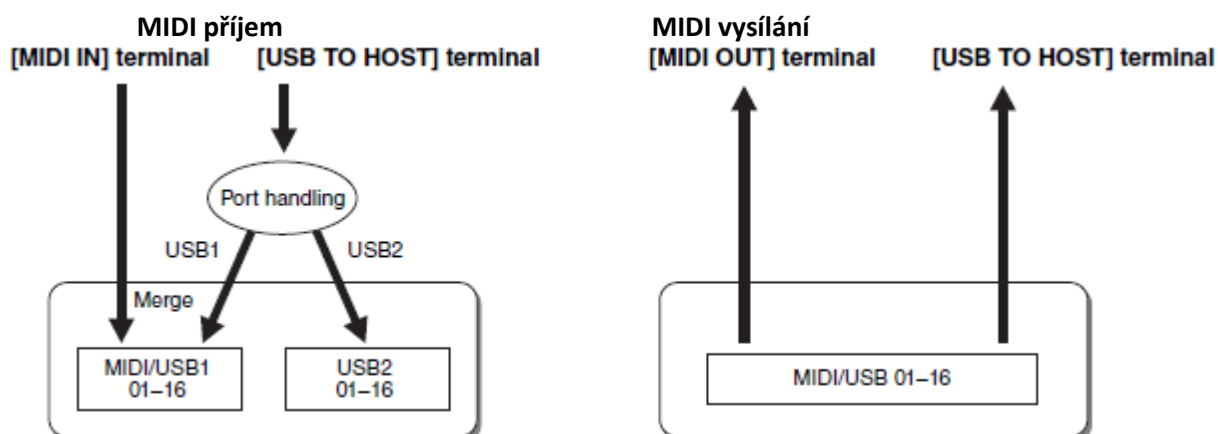 MIDI příjem
[MIDI IN] terminal
[USB TO HOST] terminal
Port handling
USB1
USB2
Merge
MIDI/USB1
01–16
USB2
01–16
MIDI vysílání
[MIDI OUT] terminal
[USB TO HOST] terminal
MIDI/USB 01–16